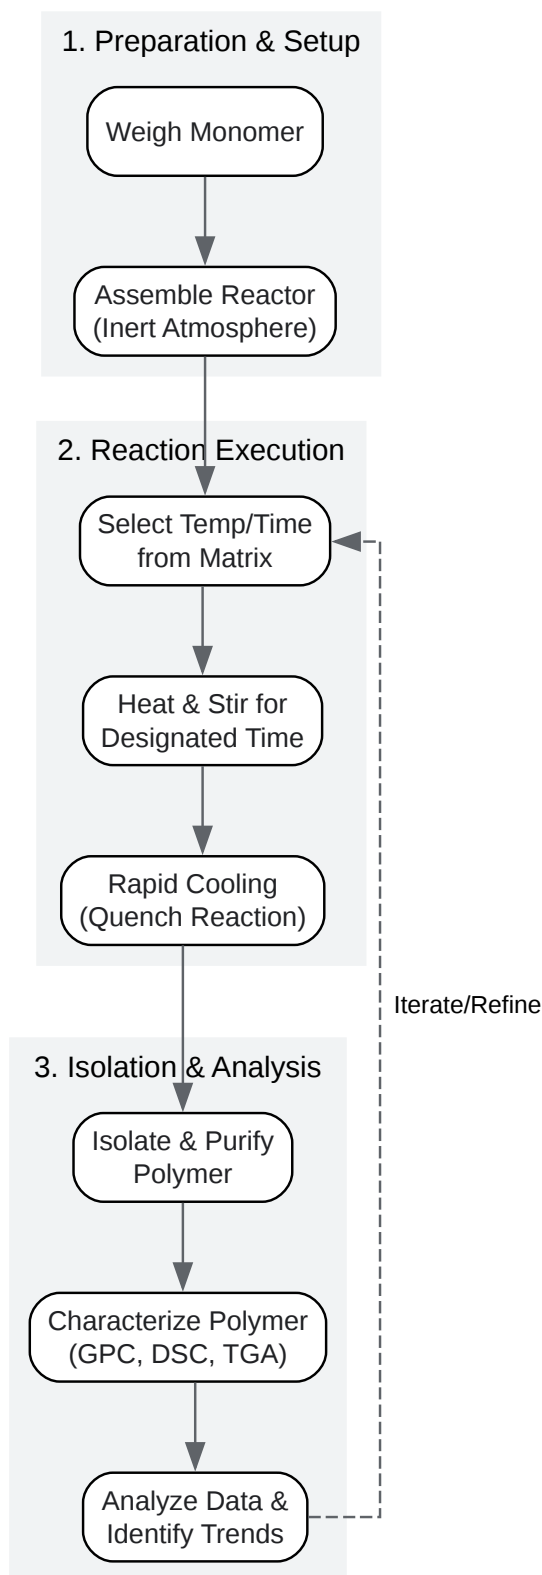 1. Preparation & Setup
Weigh Monomer
Assemble Reactor
(Inert Atmosphere)
2. Reaction Execution
Select Temp/Time
from Matrix
Heat & Stir for
Designated Time
Rapid Cooling
(Quench Reaction)
Iterate/Refine
3. Isolation & Analysis
Isolate & Purify
Polymer
Characterize Polymer
(GPC, DSC, TGA)
Analyze Data &
Identify Trends